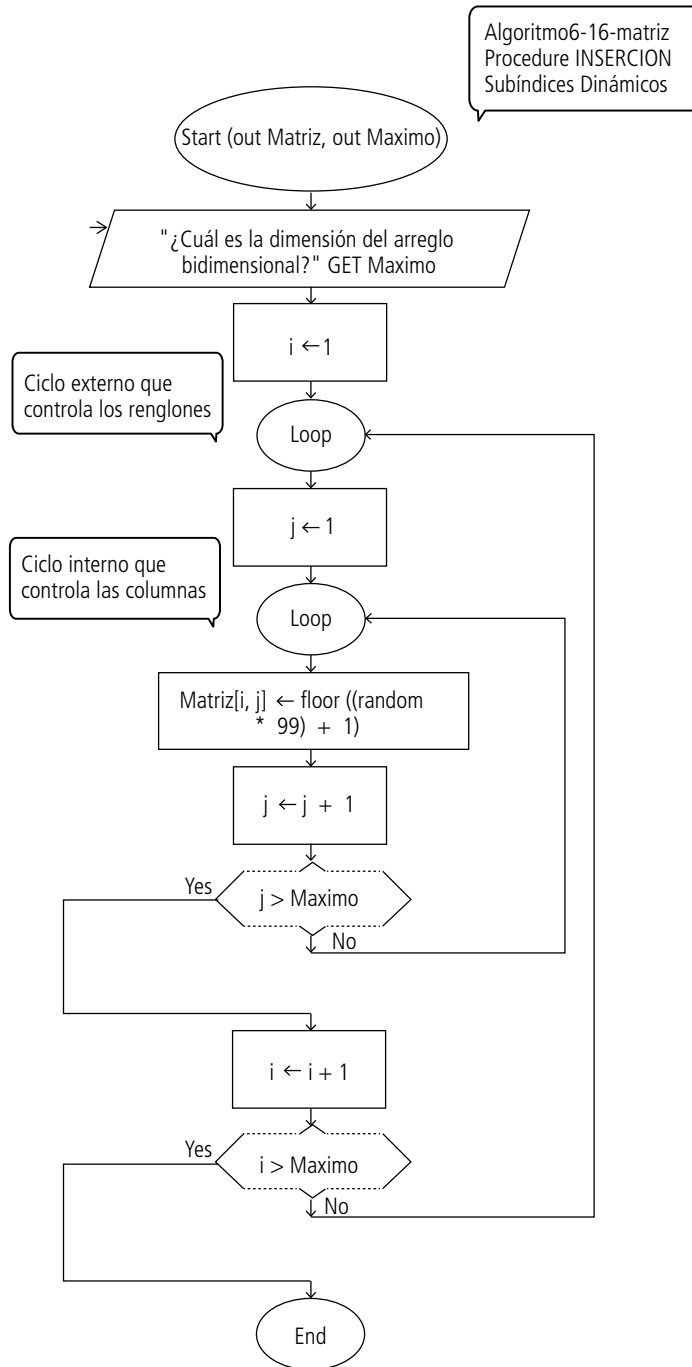 Algoritmo6-16-matriz
Procedure INSERCION
Subíndices Dinámicos
Start (out Matriz, out Maximo)
"¿Cuál es la dimensión del arreglo
bidimensional?" GET Maximo
i ← 1
Ciclo externo que
controla los renglones
Loop
j ← 1
Ciclo interno que
controla las columnas
Loop
Matriz[i, j] ← floor ((random
* 99) + 1)
j ← j + 1
Yes
j > Maximo
No
i ← i + 1
Yes
i > Maximo
No
End